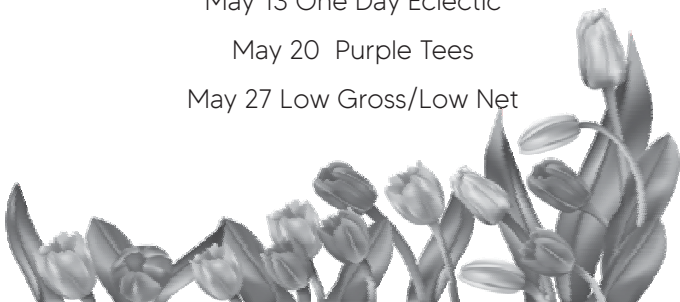 May 13 One Day Eclectic
May 20 Purple Tees
May 27 Low Gross/Low Net